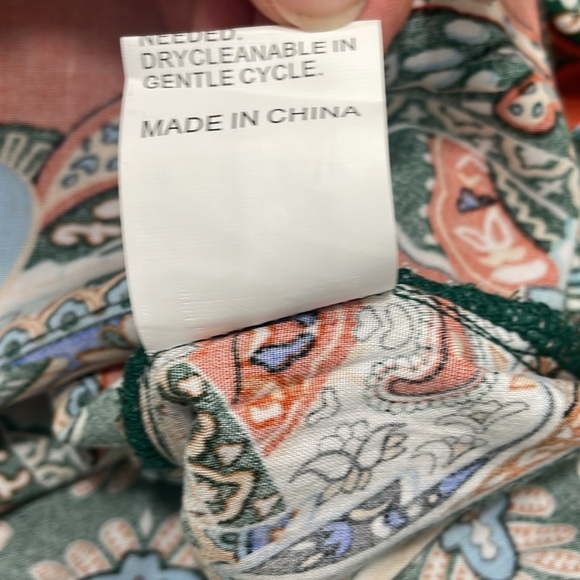 NEEDED.
DRYCLEANABLE IN
GENTLE CYCLE.
MADE IN CHINA